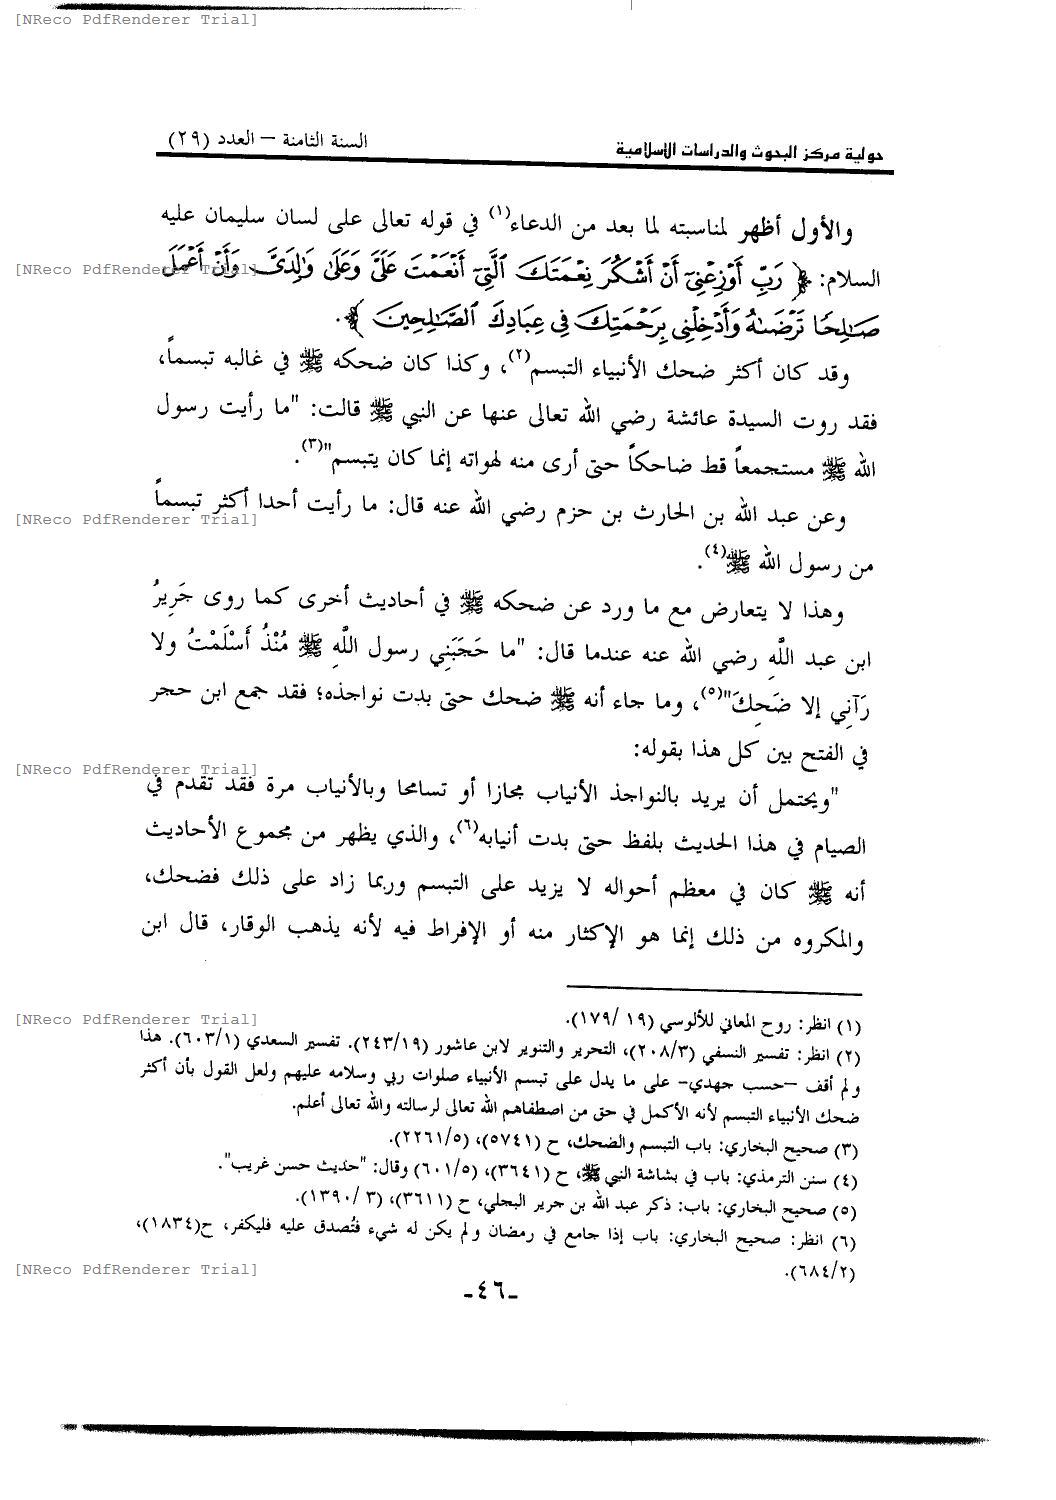 [NReco PdfRenderer Trial]
حولية مركز البحوث والدراسات الإسلامية السنة الثامنة – العدد (٢٩)
والأول أظهر لمناسبته لما بعد من الدعاء(١) في قوله تعالى على لسان سليمان عليه
[NReco PdfRenderer Trial]
السلام: ﴿ رَبِّ أَوْزِعْنِىٓ أَنْ أَشْكُرَ نِعْمَتَكَ ٱلَّتِىٓ أَنْعَمْتَ عَلَىَّ وَعَلَىٰ وَٰلِدَىَّ وَأَنْ أَعْمَلَ
صَـٰلِحًا تَرْضَىٰهُ وَأَدْخِلْنِى بِرَحْمَتِكَ فِى عِبَادِكَ ٱلصَّـٰلِحِينَ ﴾.
وقد كان أكثر ضحك الأنبياء التبسم(٢)، وكذا كان ضحكه ﷺ في غالبه تبسماً،
فقد روت السيدة عائشة رضي الله تعالى عنها عن النبي ﷺ قالت: "ما رأيت رسول
الله ﷺ مستجمعاً قط ضاحكاً حتى أرى منه لهواته إنما كان يتبسم"(٣).
[NReco PdfRenderer Trial]
وعن عبد الله بن الحارث بن حزم رضي الله عنه قال: ما رأيت أحدا أكثر تبسماً
من رسول الله ﷺ(٤).
وهذا لا يتعارض مع ما ورد عن ضحكه ﷺ في أحاديث أخرى كما روى جَرِيرُ
ابن عبد اللَّهِ رضي الله عنه عندما قال: "ما حَجَبَنِي رسول اللَّهِ ﷺ مُنْذُ أَسْلَمْتُ ولا
رَآنِي إلا ضَحِكَ"(٥)، وما جاء أنه ﷺ ضحك حتى بدت نواجذه؛ فقد جمع ابن حجر
في الفتح بين كل هذا بقوله:
[NReco PdfRenderer Trial]
"ويحتمل أن يريد بالنواجذ الأنياب مجازا أو تسامحا وبالأنياب مرة فقد تقدم في
الصيام في هذا الحديث بلفظ حتى بدت أنيابه(٦)، والذي يظهر من مجموع الأحاديث
أنه ﷺ كان في معظم أحواله لا يزيد على التبسم وربما زاد على ذلك فضحك،
والمكروه من ذلك إنما هو الإكثار منه أو الإفراط فيه لأنه يذهب الوقار، قال ابن
[NReco PdfRenderer Trial]
(١) انظر: روح المعاني للألوسي (١٩ /١٧٩).
(٢) انظر: تفسير النسفي (٢٠٨/٣)، التحرير والتنوير لابن عاشور (٢٤٣/١٩). تفسير السعدي (٦٠٣/١). هذا
ولم أقف –حسب جهدي– على ما يدل على تبسم الأنبياء صلوات ربي وسلامه عليهم ولعل القول بأن أكثر
ضحك الأنبياء التبسم لأنه الأكمل في حق من اصطفاهم الله تعالى لرسالته والله تعالى أعلم.
(٣) صحيح البخاري: باب التبسم والضحك، ح (٥٧٤١)، (٢٢٦١/٥).
(٤) سنن الترمذي: باب في بشاشة النبي ﷺ، ح (٣٦٤١)، (٦٠١/٥) وقال: "حديث حسن غريب".
(٥) صحيح البخاري: باب: ذكر عبد الله بن جرير البجلي، ح (٣٦١١)، (٣ /١٣٩٠).
(٦) انظر: صحيح البخاري: باب إذا جامع في رمضان ولم يكن له شيء فتُصدق عليه فليكفر، ح(١٨٣٤)،
(٦٨٤/٢).
[NReco PdfRenderer Trial]
-٤٦-